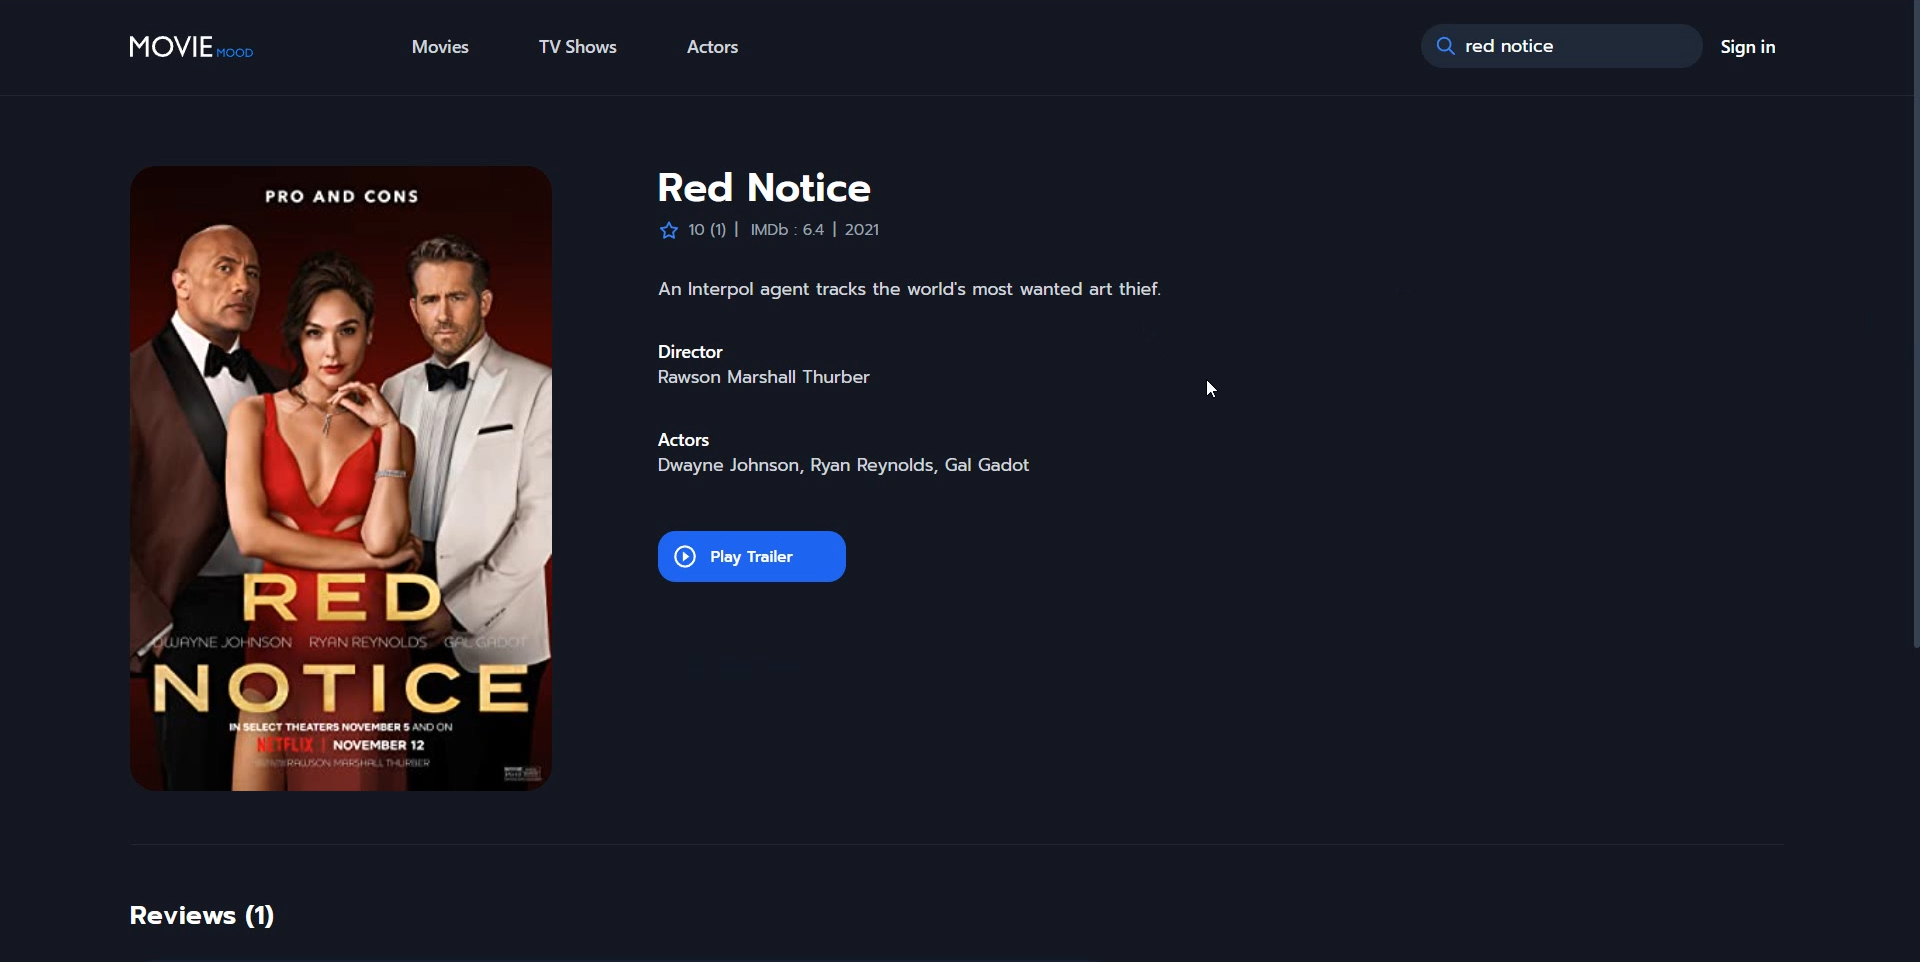 MOVIE MOOD
Movies
TV Shows
Actors
red notice
Sign in
PRO AND CONS
RED
DWAYNE JOHNSON RYAN REYNOLDS GAL GADOT
NOTICE
IN SELECT THEATERS NOVEMBER 5 AND ON
NETFLIX | NOVEMBER 12
RAWSON MARSHALL THURBER
Red Notice
10 (1) | IMDb : 6.4 | 2021
An Interpol agent tracks the world's most wanted art thief.
Director
Rawson Marshall Thurber
Actors
Dwayne Johnson, Ryan Reynolds, Gal Gadot
Play Trailer
Reviews (1)